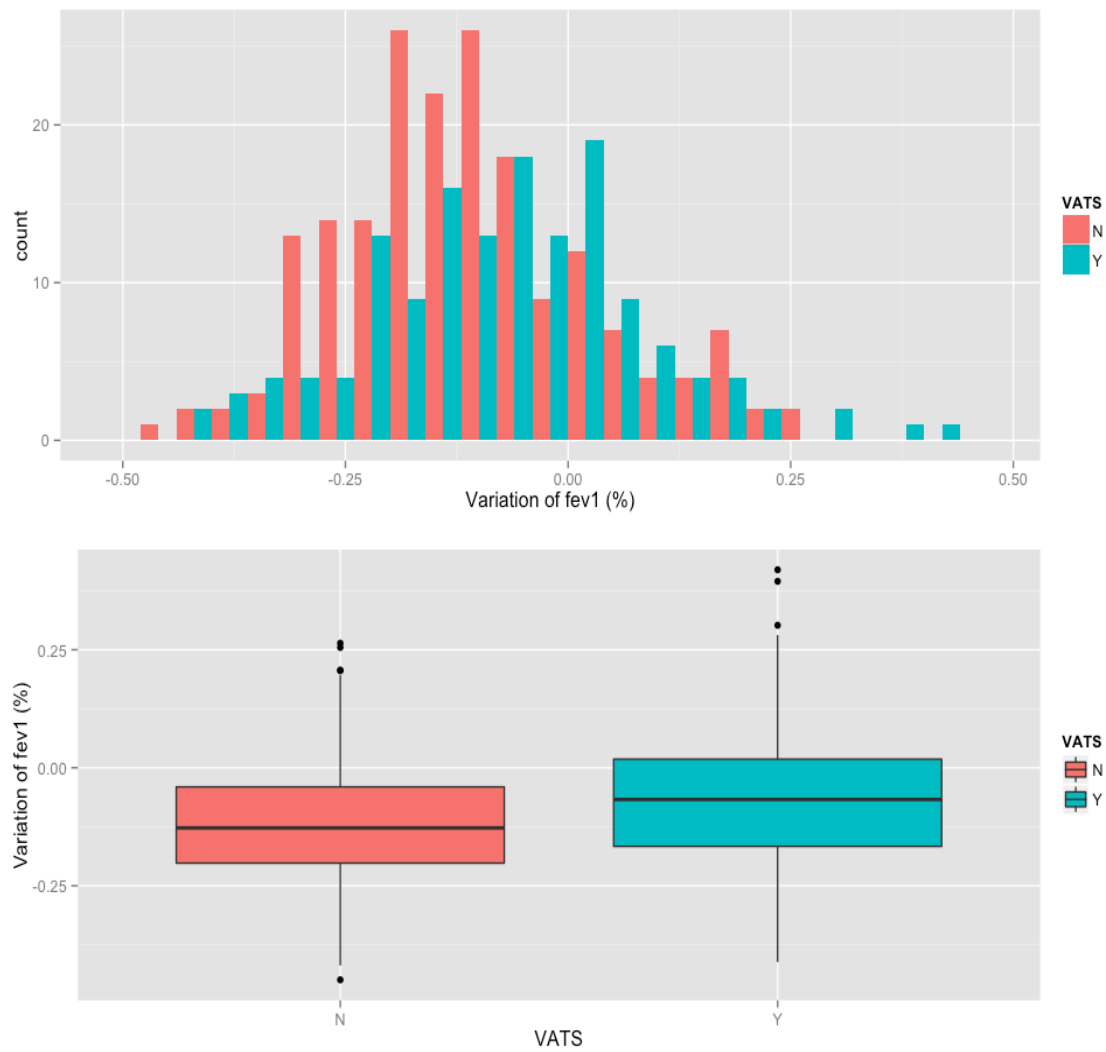 20
10
0
count
-0.50
-0.25
0.00
0.25
0.50
Variation of fev1 (%)
VATS
N
Y
0.25
0.00
-0.25
Variation of fev1 (%)
N
Y
VATS
VATS
N
Y